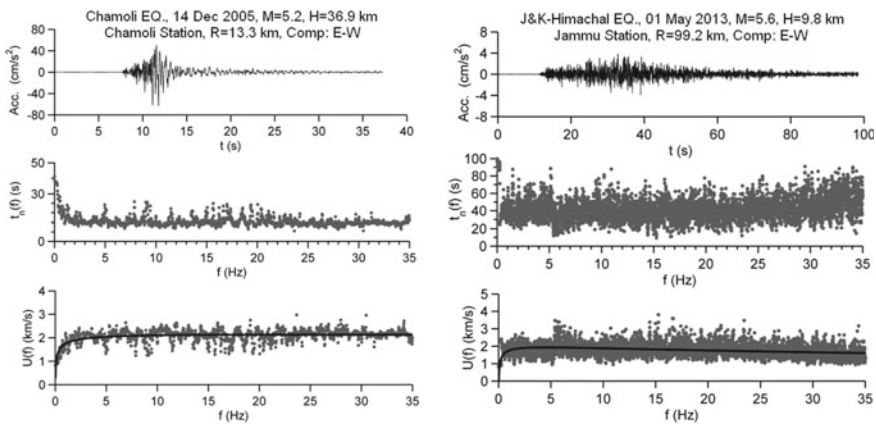 Chamoli EQ., 14 Dec 2005, M=5.2, H=36.9 km
Chamoli Station, R=13.3 km, Comp: E-W
80
40
0
-40
-80
Acc. (cm/s²)
0 5 10 15 20 25 30 35 40
t (s)
50
30
0
tₙ(f) (s)
0 5 10 15 20 25 30 35
f (Hz)
4
3
2
1
0
U(f) (km/s)
0 5 10 15 20 25 30 35
f (Hz)
J&K-Himachal EQ., 01 May 2013, M=5.6, H=9.8 km
Jammu Station, R=99.2 km, Comp: E-W
8
4
0
-4
-8
Acc. (cm/s²)
0 20 40 60 80 100
t (s)
100
80
60
40
20
0
tₙ(f) (s)
0 5 10 15 20 25 30 35
f (Hz)
5
4
3
2
1
0
U(f) (km/s)
0 5 10 15 20 25 30 35
f (Hz)